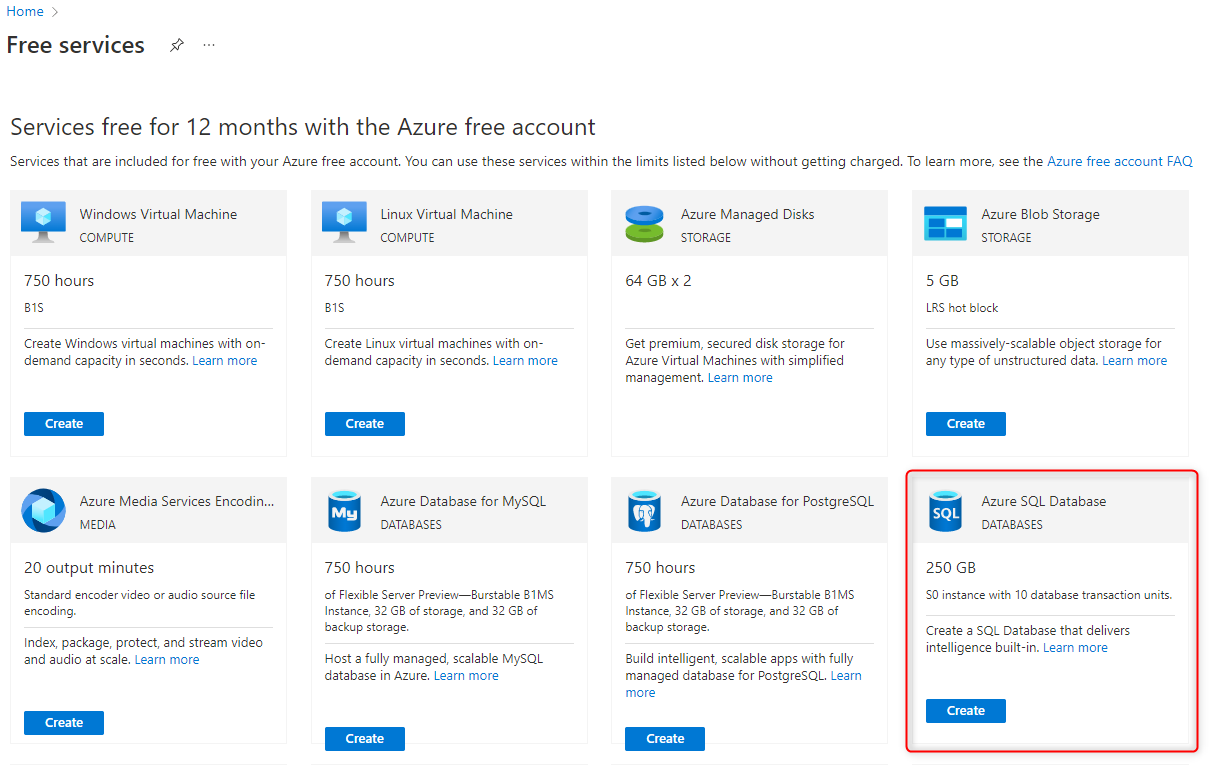 Home
Free services
...
Services free for 12 months with the Azure free account
Services that are included for free with your Azure free account. You can use these services within the limits listed below without getting charged. To learn more, see the Azure free account FAQ
Windows Virtual Machine
COMPUTE
750 hours
B1S
Create Windows virtual machines with on-
demand capacity in seconds. Learn more
Create
Linux Virtual Machine
COMPUTE
750 hours
B1S
Create Linux virtual machines with on-
demand capacity in seconds. Learn more
Create
Azure Managed Disks
STORAGE
64 GB x 2
Get premium, secured disk storage for
Azure Virtual Machines with simplified
management. Learn more
Azure Blob Storage
STORAGE
5 GB
LRS hot block
Use massively-scalable object storage for
any type of unstructured data. Learn more
Create
Azure Media Services Encodin...
MEDIA
20 output minutes
Standard encoder video or audio source file
encoding.
Index, package, protect, and stream video
and audio at scale. Learn more
Create
My
Azure Database for MySQL
DATABASES
750 hours
of Flexible Server Preview—Burstable B1MS
Instance, 32 GB of storage, and 32 GB of
backup storage.
Host a fully managed, scalable MySQL
database in Azure. Learn more
Create
Azure Database for PostgreSQL
DATABASES
750 hours
of Flexible Server Preview—Burstable B1MS
Instance, 32 GB of storage, and 32 GB of
backup storage.
Build intelligent, scalable apps with fully
managed database for PostgreSQL. Learn
more
Create
SQL
Azure SQL Database
DATABASES
250 GB
S0 instance with 10 database transaction units.
Create a SQL Database that delivers
intelligence built-in. Learn more
Create